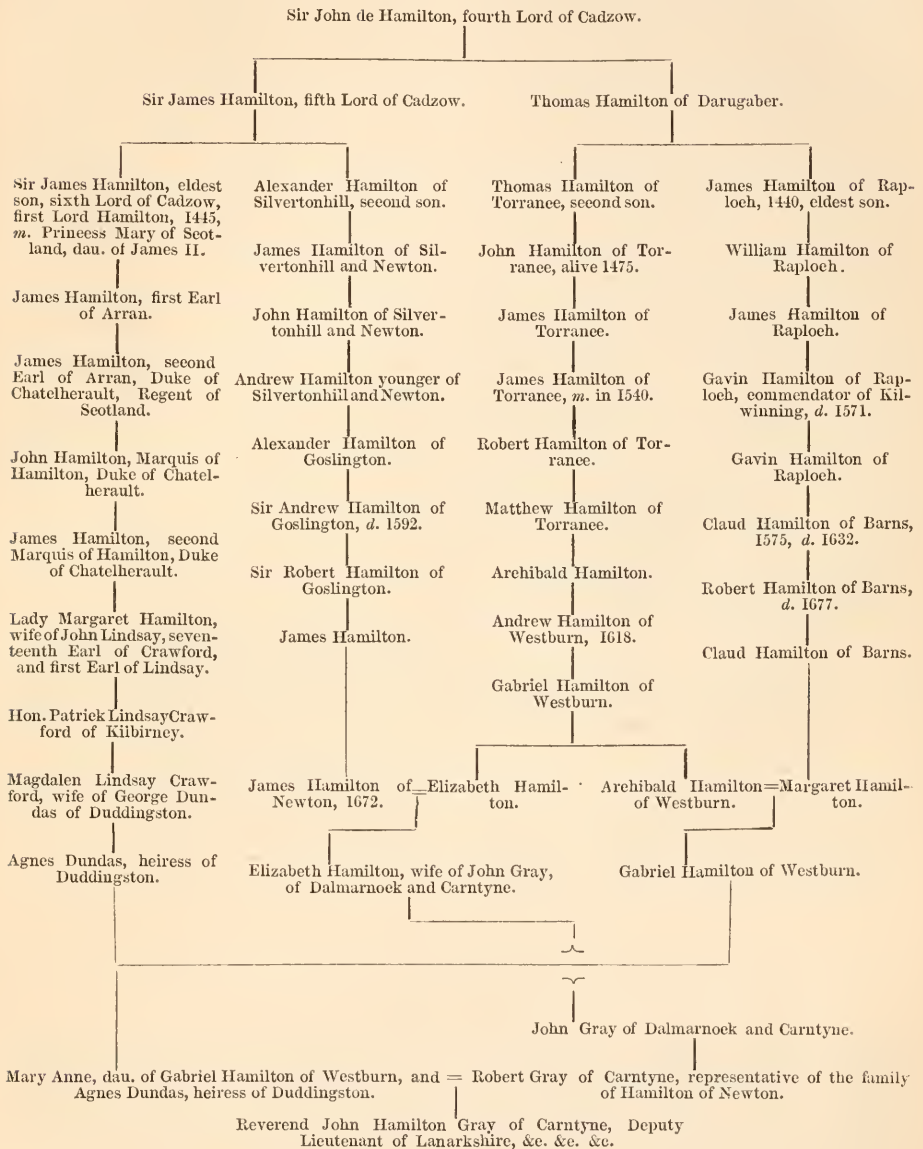 Sir John de Hamilton, fourth Lord of Cadzow.
Sir James Hamilton, fifth Lord of Cadzow.
Thomas Hamilton of Darugaber.
Sir James Hamilton, eldest
son, sixth Lord of Cadzow,
first Lord Hamilton, 1445,
m. Princess Mary of Scot-
land, dau. of James II.
James Hamilton, first Earl
of Arran.
James Hamilton, second
Earl of Arran, Duke of
Chatelherault, Regent of
Scotland.
John Hamilton, Marquis of
Hamilton, Duke of Chatel-
herault.
James Hamilton, second
Marquis of Hamilton, Duke
of Chatelherault.
Lady Margaret Hamilton,
wife of John Lindsay, seven-
teenth Earl of Crawford,
and first Earl of Lindsay.
Hon. Patrick Lindsay Craw-
ford of Kilbirney.
Magdalen Lindsay Craw-
ford, wife of George Dun-
das of Duddingston.
Agnes Dundas, heiress of
Duddingston.
Alexander Hamilton of
Silvertonhill, second son.
James Hamilton of Sil-
vertonhill and Newton.
John Hamilton of Silver-
tonhill and Newton.
Andrew Hamilton younger of
Silvertonhill and Newton.
Alexander Hamilton of
Goslington.
Sir Andrew Hamilton of
Goslington, d. 1592.
Sir Robert Hamilton of
Goslington.
James Hamilton.
Thomas Hamilton of
Torrance, second son.
John Hamilton of Tor-
rance, alive 1475.
James Hamilton of
Torrance.
James Hamilton of
Torrance, m. in 1540.
Robert Hamilton of Tor-
rance.
Matthew Hamilton of
Torrance.
Archibald Hamilton.
Andrew Hamilton of
Westburn, 1618.
Gabriel Hamilton of
Westburn.
James Hamilton of Rap-
loch, 1440, eldest son.
William Hamilton of
Raploch.
James Hamilton of
Raploch.
Gavin Hamilton of Rap-
loch, commendator of Kil-
winning, d. 1571.
Gavin Hamilton of
Raploch.
Claud Hamilton of Barns,
1575, d. 1632.
Robert Hamilton of Barns,
d. 1677.
Claud Hamilton of Barns.
James Hamilton of = Elizabeth Hamil-
Newton, 1672. ton.
Archibald Hamilton = Margaret Hamil-
of Westburn. ton.
Elizabeth Hamilton, wife of John Gray,
of Dalmarnock and Carntyne.
Gabriel Hamilton of Westburn.
John Gray of Dalmarnock and Carntyne.
Mary Anne, dau. of Gabriel Hamilton of Westburn, and = Robert Gray of Carntyne, representative of the family
Agnes Dundas, heiress of Duddingston. of Hamilton of Newton.
Reverend John Hamilton Gray of Carntyne, Deputy
Lieutenant of Lanarkshire, &c. &c. &c.